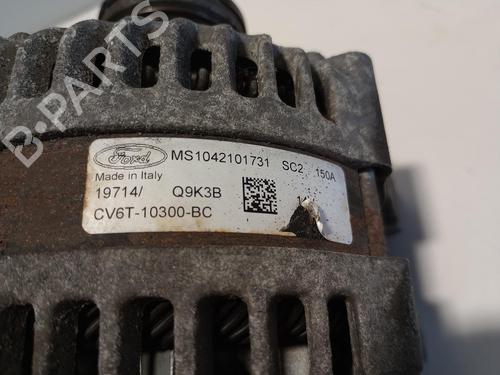 B-PARTS
Ford MS1042101731 SC2 150A
Made in Italy
19714/ Q9K3B
CV6T-10300-BC